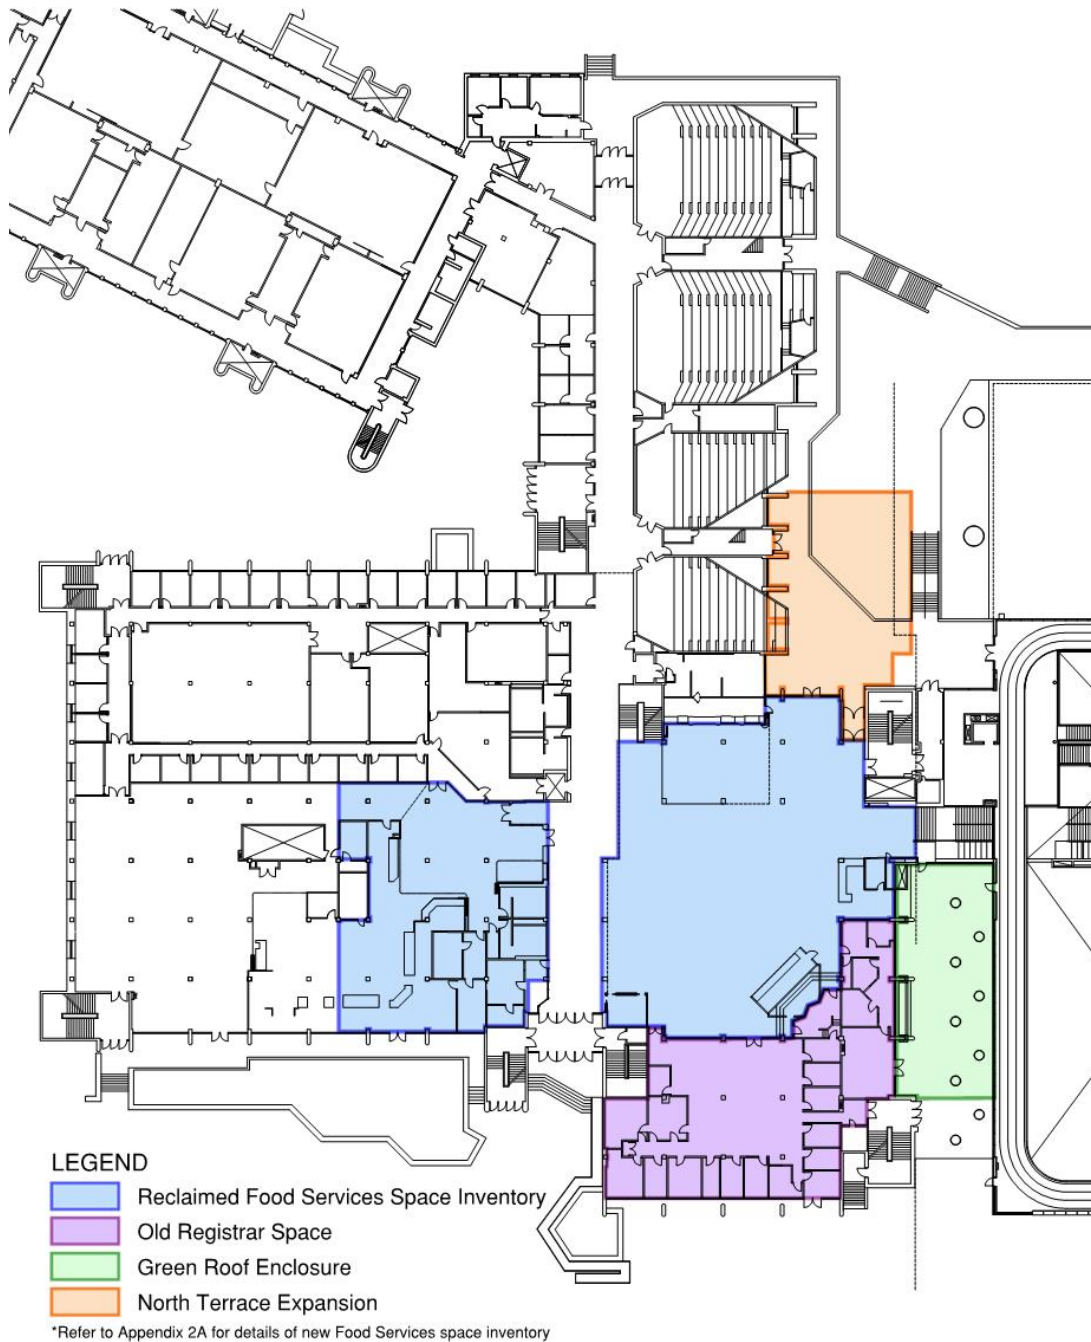 LEGEND
Reclaimed Food Services Space Inventory
Old Registrar Space
Green Roof Enclosure
North Terrace Expansion
*Refer to Appendix 2A for details of new Food Services space inventory